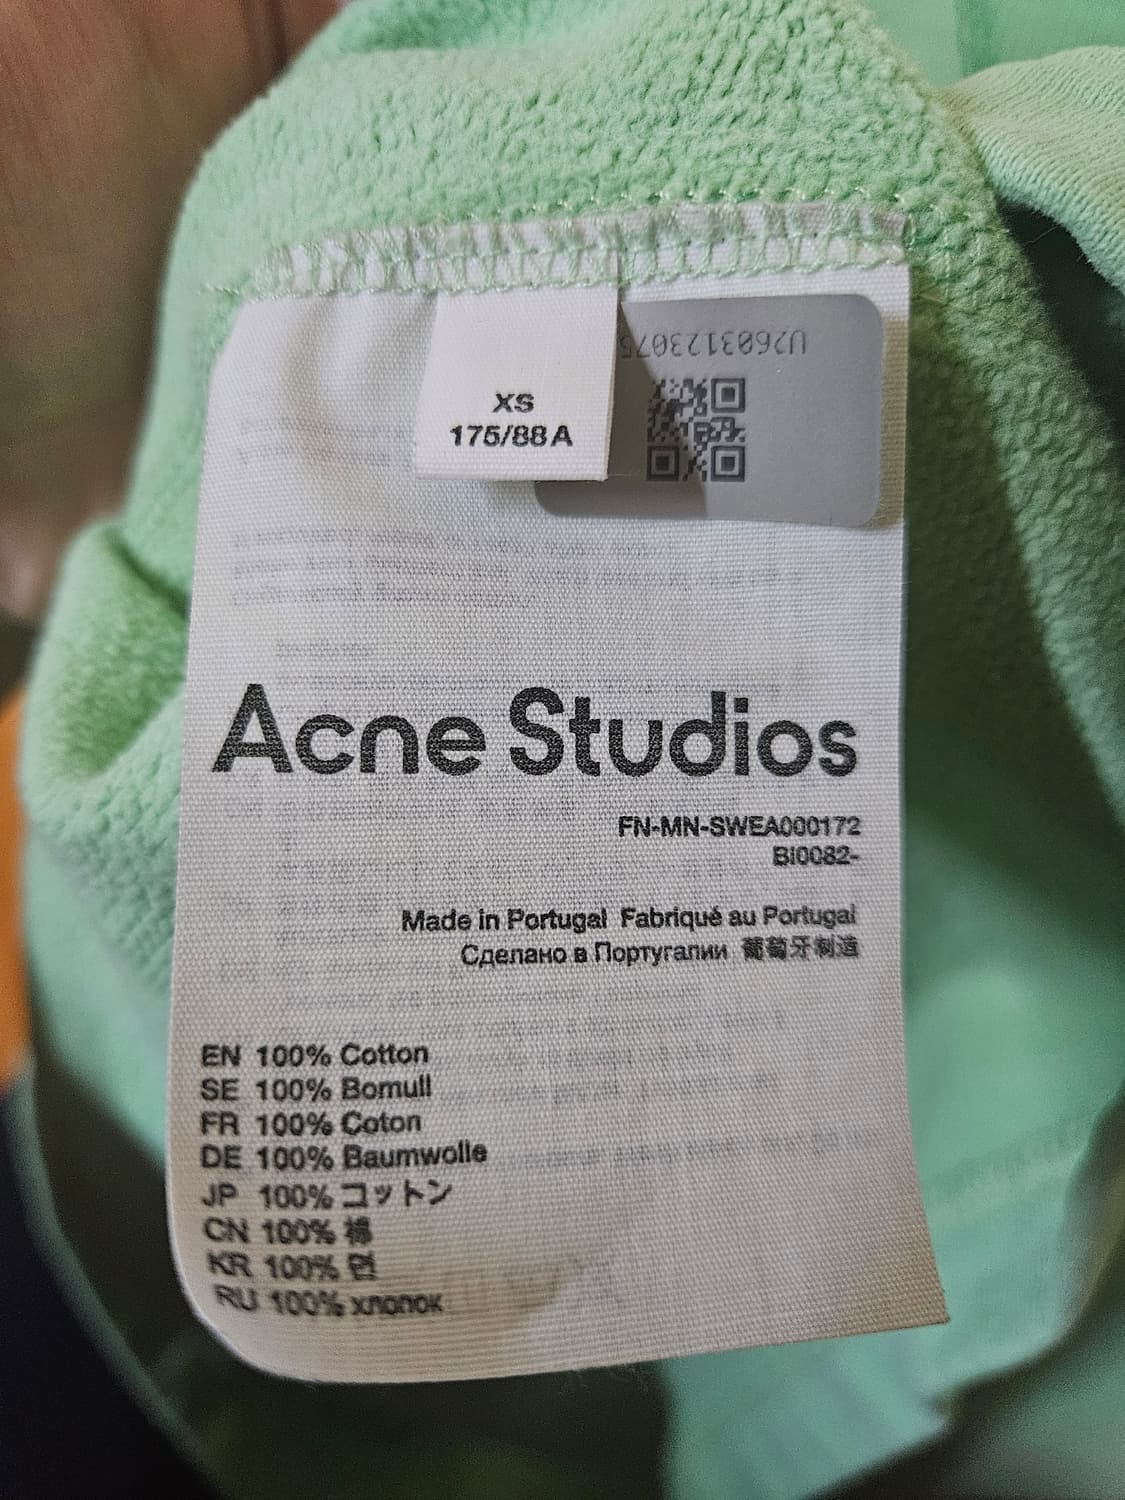 U2603123075
XS
175/88A
Acne Studios
FN-MN-SWEA000172
BI0082-
Made in Portugal Fabriqué au Portugal
Сделано в Португалии 葡萄牙制造
EN 100% Cotton
SE 100% Bomull
FR 100% Coton
DE 100% Baumwolle
JP 100% コットン
CN 100% 棉
KR 100% 면
RU 100% хлопок